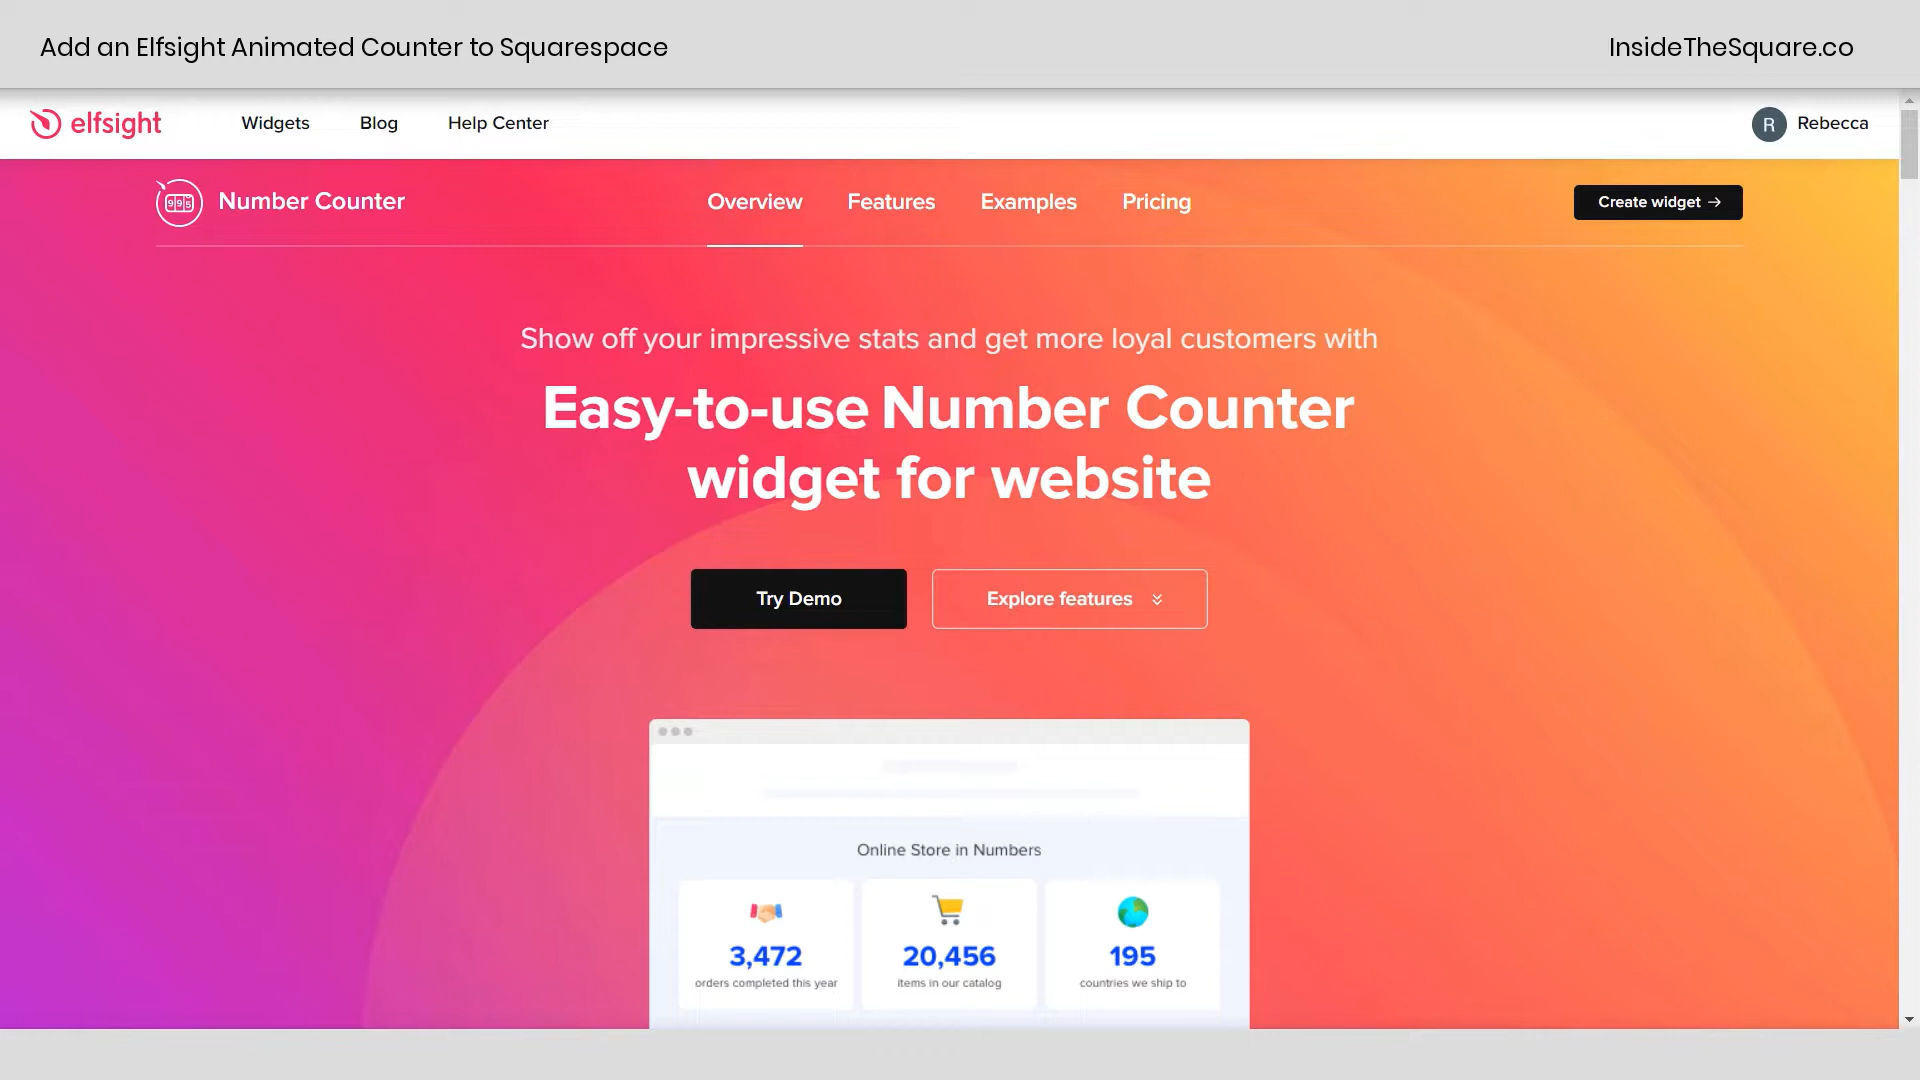 Add an Elfsight Animated Counter to Squarespace
InsideTheSquare.co
elfsight
Widgets
Blog
Help Center
R
Rebecca
995
Number Counter
Overview
Features
Examples
Pricing
Create widget →
Show off your impressive stats and get more loyal customers with
Easy-to-use Number Counter
widget for website
Try Demo
Explore features
Online Store in Numbers
3,472
orders completed this year
20,456
items in our catalog
195
countries we ship to